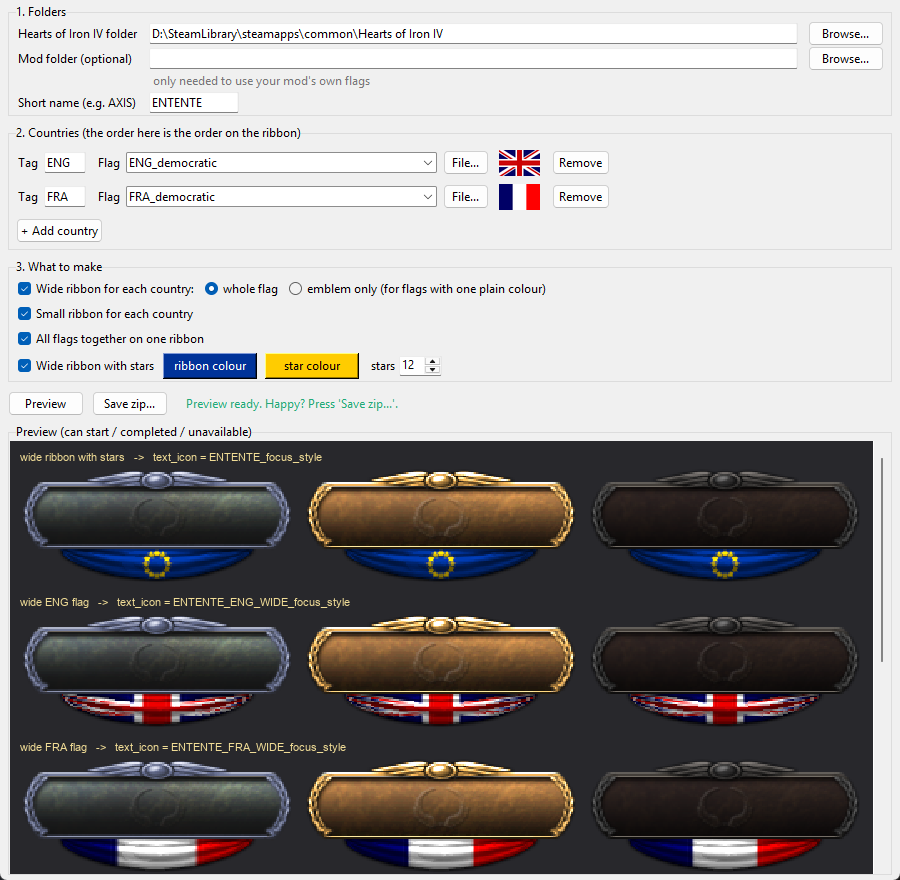 1. Folders
Hearts of Iron IV folder D:\SteamLibrary\steamapps\common\Hearts of Iron IV Browse...
Mod folder (optional) Browse...
only needed to use your mod's own flags
Short name (e.g. AXIS) ENTENTE
2. Countries (the order here is the order on the ribbon)
Tag ENG Flag ENG_democratic File... Remove
Tag FRA Flag FRA_democratic File... Remove
+ Add country
3. What to make
Wide ribbon for each country: whole flag emblem only (for flags with one plain colour)
Small ribbon for each country
All flags together on one ribbon
Wide ribbon with stars ribbon colour star colour stars 12
Preview Save zip... Preview ready. Happy? Press 'Save zip...'.
Preview (can start / completed / unavailable)
wide ribbon with stars -> text_icon = ENTENTE_focus_style
wide ENG flag -> text_icon = ENTENTE_ENG_WIDE_focus_style
wide FRA flag -> text_icon = ENTENTE_FRA_WIDE_focus_style